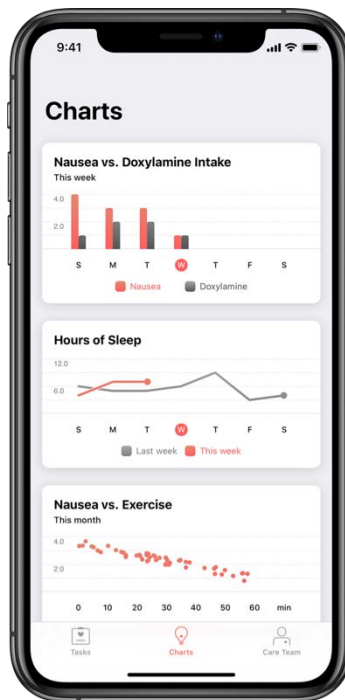 9:41
Charts
Nausea vs. Doxylamine Intake
This week
4.0
2.0
S M T W T F S
Nausea Doxylamine
Hours of Sleep
12.0
6.0
S M T W T F S
Last week This week
Nausea vs. Exercise
This month
4.0
2.0
0 10 20 30 40 50 60 min
Tasks Charts Care Team